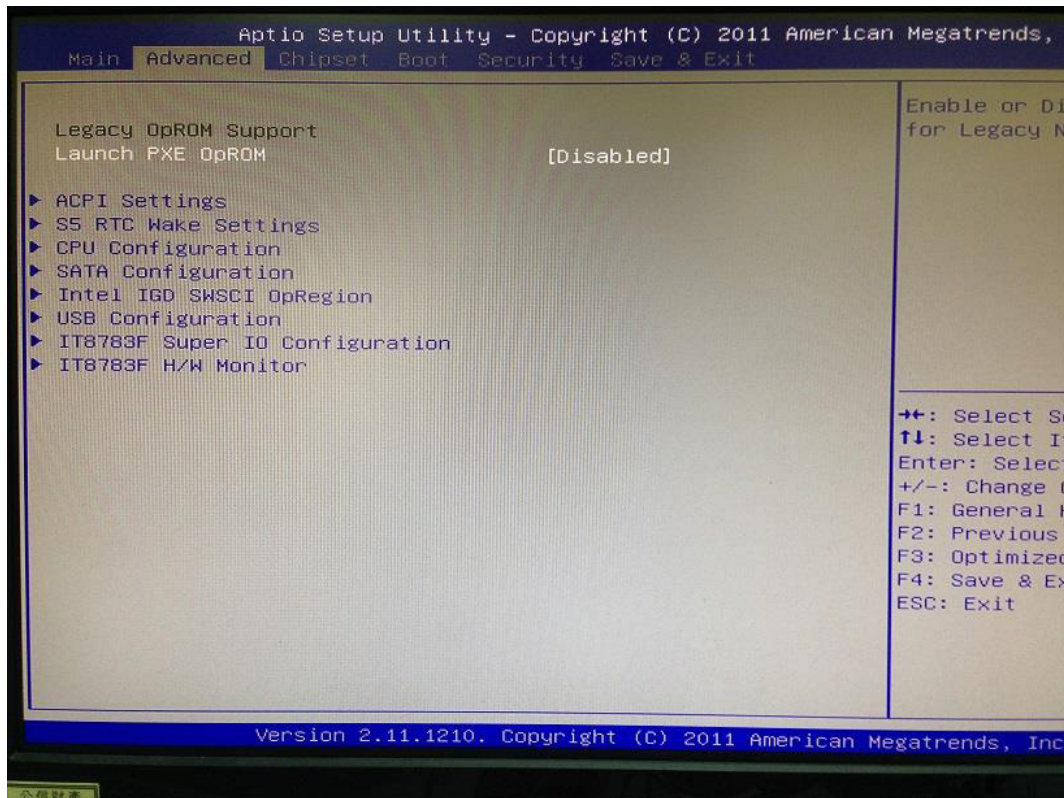 Aptio Setup Utility – Copyright (C) 2011 American Megatrends,
Main Advanced Chipset Boot Security Save & Exit
Legacy OpROM Support
Launch PXE OpROM [Disabled]
▶ ACPI Settings
▶ S5 RTC Wake Settings
▶ CPU Configuration
▶ SATA Configuration
▶ Intel IGD SWSCI OpRegion
▶ USB Configuration
▶ IT8783F Super IO Configuration
▶ IT8783F H/W Monitor
Enable or Di
for Legacy N
→←: Select S
↑↓: Select I
Enter: Selec
+/-: Change
F1: General
F2: Previous
F3: Optimized
F4: Save & Ex
ESC: Exit
Version 2.11.1210. Copyright (C) 2011 American Megatrends, Inc